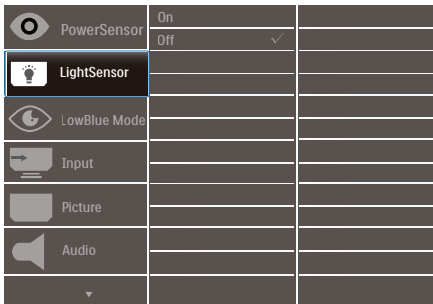 PowerSensor
On
Off
LightSensor
LowBlue Mode
Input
Picture
Audio